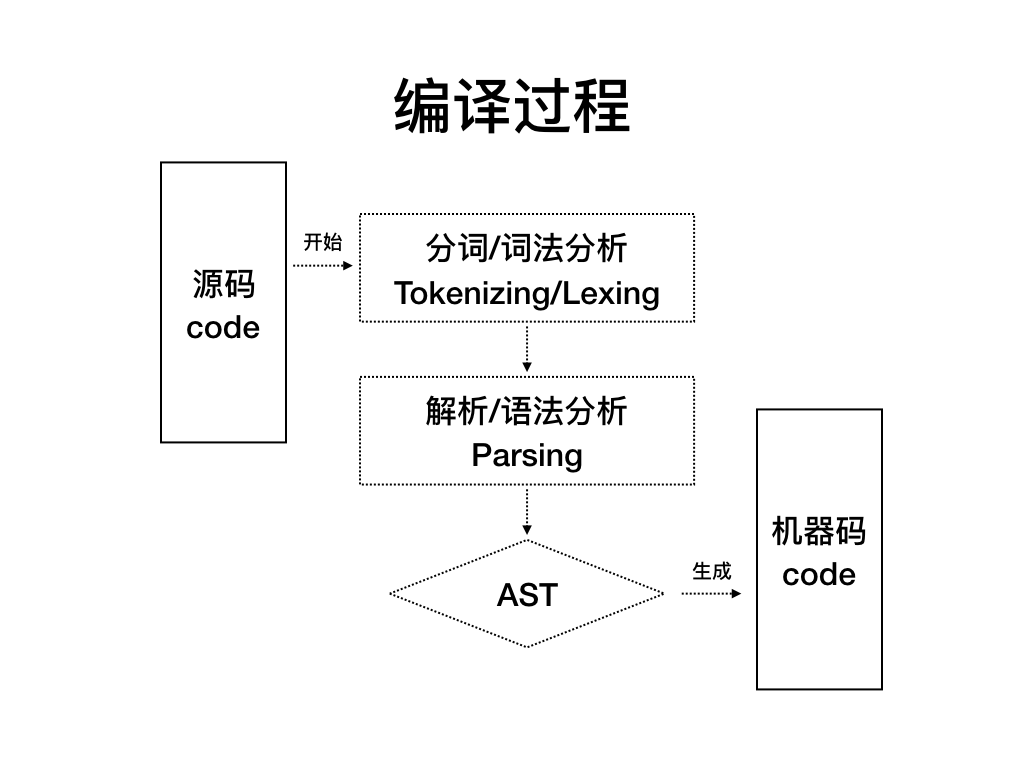 编译过程
源码
code
开始
分词/词法分析
Tokenizing/Lexing
解析/语法分析
Parsing
AST
生成
机器码
code